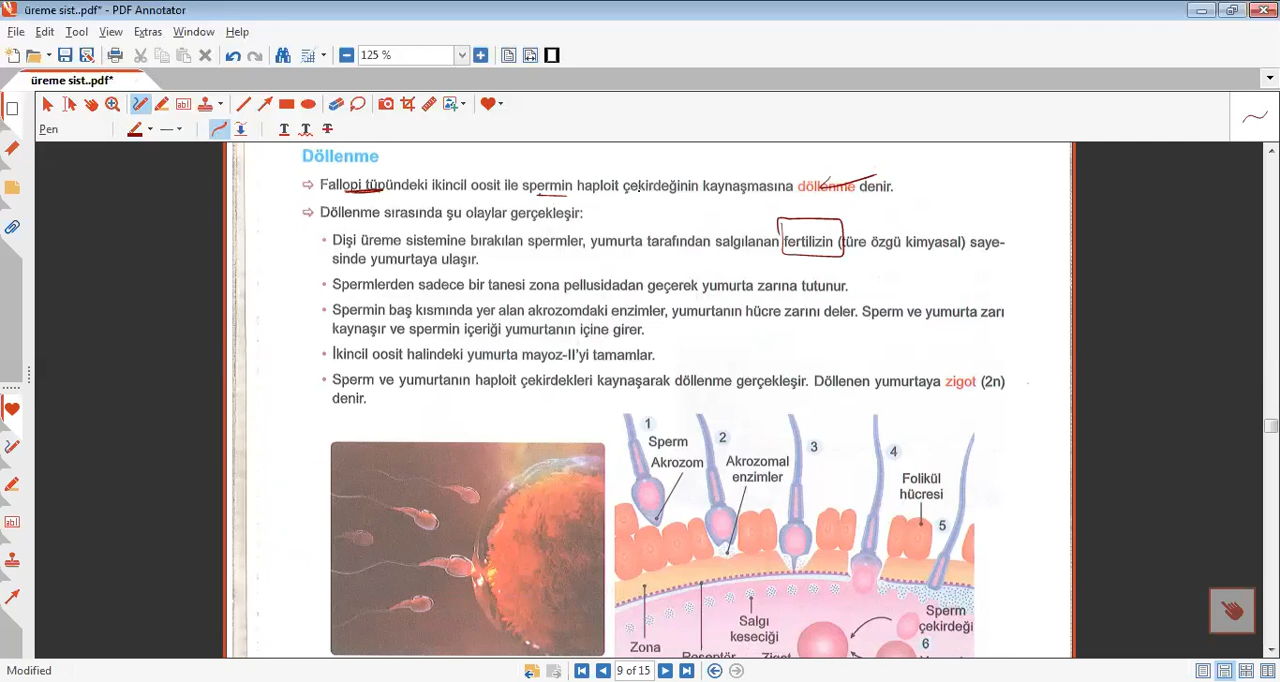 üreme sist..pdf* - PDF Annotator
File Edit Tool View Extras Window Help
125 %
üreme sist..pdf*
Pen
Döllenme
⇨ Fallopi tüpündeki ikincil oosit ile spermin haploit çekirdeğinin kaynaşmasına döllenme denir.
⇨ Döllenme sırasında şu olaylar gerçekleşir:
• Dişi üreme sistemine bırakılan spermler, yumurta tarafından salgılanan fertilizin (türe özgü kimyasal) saye-
sinde yumurtaya ulaşır.
• Spermlerden sadece bir tanesi zona pellusidadan geçerek yumurta zarına tutunur.
• Spermin baş kısmında yer alan akrozomdaki enzimler, yumurtanın hücre zarını deler. Sperm ve yumurta zarı
kaynaşır ve spermin içeriği yumurtanın içine girer.
• İkincil oosit halindeki yumurta mayoz-II'yi tamamlar.
• Sperm ve yumurtanın haploit çekirdekleri kaynaşarak döllenme gerçekleşir. Döllenen yumurtaya zigot (2n)
denir.
1
Sperm
Akrozom
2
Akrozomal
enzimler
3
4
Folikül
hücresi
5
Salgı
keseciği
Sperm
çekirdeği
6
Zona
Reseptör
Zigot
Modified
9 of 15